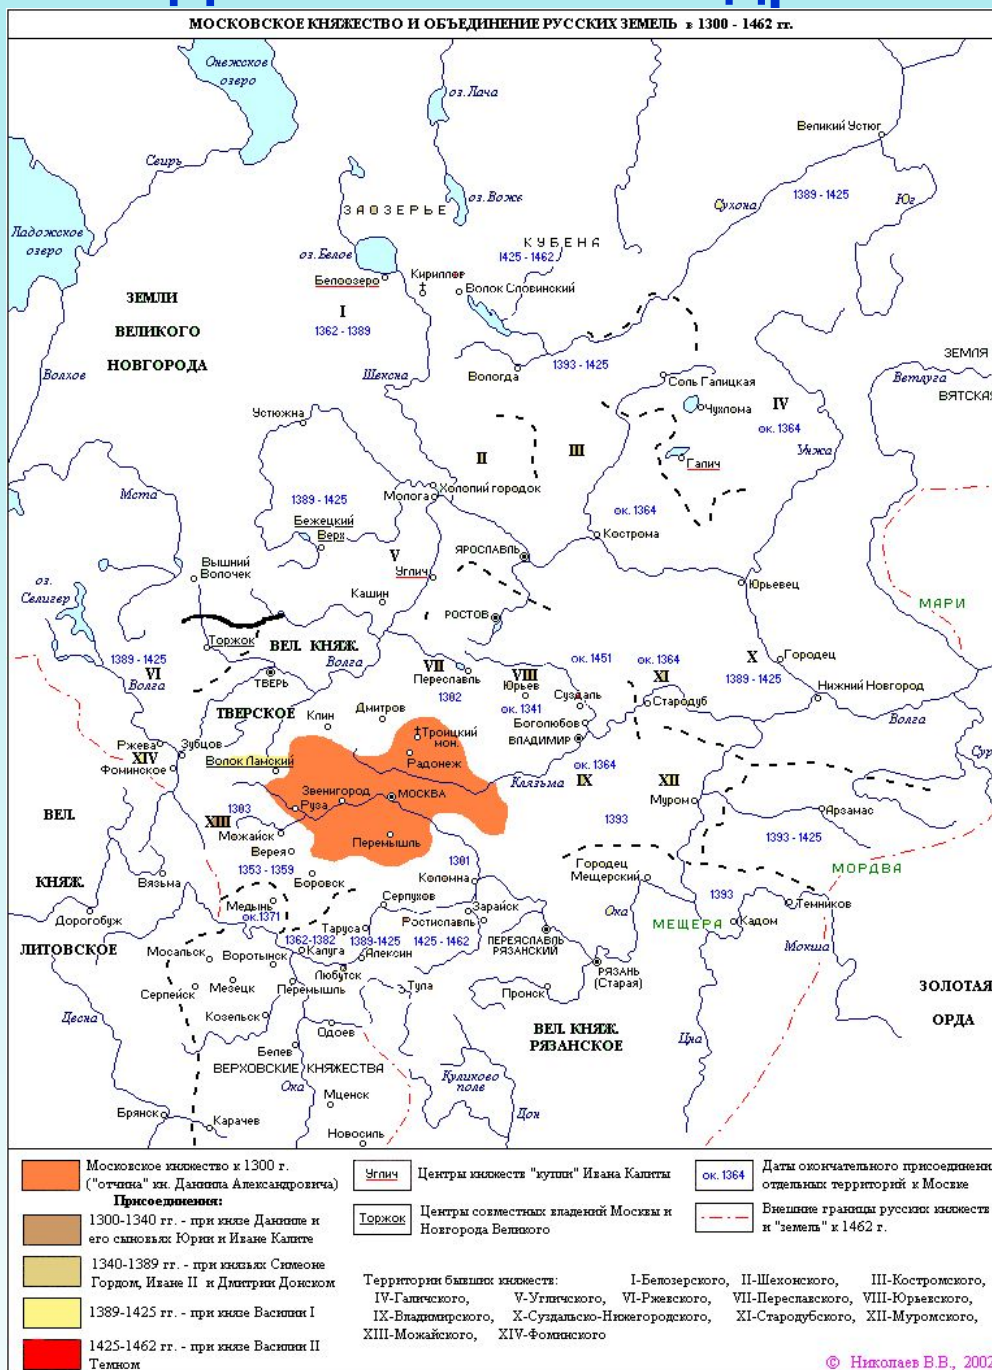 МОСКОВСКОЕ КНЯЖЕСТВО И ОБЪЕДИНЕНИЕ РУССКИХ ЗЕМЕЛЬ в 1300 - 1462 гг.
Онежское
озеро
оз. Лача
Великий Устюг
Свирь
оз. Воже
Сухона
1389 - 1425
Юг
ЗАОЗЕРЬЕ
Ладожское
озеро
КУБЕНА
1425 - 1462
оз. Белое
Белоозеро
Кириллов
Волок Словинский
ЗЕМЛИ
ВЕЛИКОГО
НОВГОРОДА
I
1362 - 1389
Волхов
Шексна
Вологда
1393 - 1425
ЗЕМЛЯ
Ветлуга
ВЯТСКАЯ
Соль Галицкая
Чухлома
IV
ок. 1364
Устюжна
II
III
Галич
Унжа
Мста
1389 - 1425
Молога
Холопий городок
ок. 1364
Бежецкий
Верх
Кострома
V
ЯРОСЛАВЛЬ
Вышний
Волочек
Углич
Юрьевец
оз.
Селигер
Кашин
МАРИ
РОСТОВ
Торжок
ВЕЛ. КНЯЖ.
Волга
1389 - 1425
VI
Волга
ТВЕРЬ
VII
Переславль
1302
VIII
Юрьев
ок. 1341
ок. 1451
Суздаль
ок. 1364
XI
Стародуб
X
1389 - 1425
Городец
Нижний Новгород
Волга
ТВЕРСКОЕ
Клин
Дмитров
Боголюбов
ВЛАДИМИР
Троицкий
мон.
Радонеж
Ржева
Зубцов
XIV
Фоминское
Волок Ламский
ок. 1364
IX
Клязьма
XII
Сур
Звенигород
Руза
МОСКВА
Муром
Арзамас
ВЕЛ.
1303
XIII
Можайск
Верея
Перемышль
1393
1393 - 1425
1353 - 1359
1301
Городец
Мещерский
МОРДВА
КНЯЖ.
Вязьма
Боровск
Коломна
Медынь
ок.1371
Серпухов
Зарайск
1393
Темников
Дорогобуж
Ока
МЕЩЕРА
Кадом
Таруса
Ростиславль
ЛИТОВСКОЕ
1362-1382
1389-1425
1425 - 1462
ПЕРЕЯСЛАВЛЬ
РЯЗАНСКИЙ
Мокша
Мосальск
Воротынск
Калуга
Алексин
Любутск
РЯЗАНЬ
(Старая)
Серпейск
Мезецк
Перемышль
Тула
Пронск
ЗОЛОТАЯ
ОРДА
Десна
Козельск
Одоев
ВЕЛ. КНЯЖ.
РЯЗАНСКОЕ
Цна
Белев
ВЕРХОВСКИЕ КНЯЖЕСТВА
Куликово
поле
Ока
Мценск
Дон
Брянск
Карачев
Новосиль
Московское княжество к 1300 г.
("отчина" кн. Даниила Александровича)
Присоединения:
1300-1340 гг. - при князе Данииле и
его сыновьях Юрии и Иване Калите
1340-1389 гг. - при князьях Симеоне
Гордом, Иване II и Дмитрии Донском
1389-1425 гг. - при князе Василии I
1425-1462 гг. - при князе Василии II
Темном
Углич
Центры княжеств "купли" Ивана Калиты
Торжок
Центры совместных владений Москвы и
Новгорода Великого
ок. 1364
Даты окончательного присоединения
отдельных территорий к Москве
Внешние границы русских княжеств
и "земель" к 1462 г.
Территории бывших княжеств: I-Белозерского, II-Шехонского, III-Костромского,
IV-Галичского, V-Угличского, VI-Ржевского, VII-Переславского, VIII-Юрьевского,
IX-Владимирского, X-Суздальско-Нижегородского, XI-Стародубского, XII-Муромского,
XIII-Можайского, XIV-Фоминского
© Николаев В.В., 2002